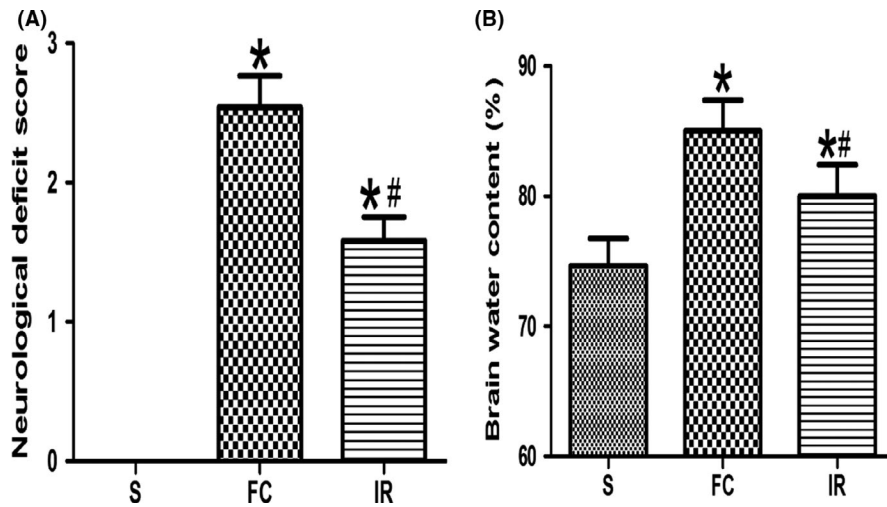 (A)
Neurological deficit score
3
2
1
0
*
*#
S FC IR
(B)
Brain water content (%)
90
80
70
60
*
*#
S FC IR